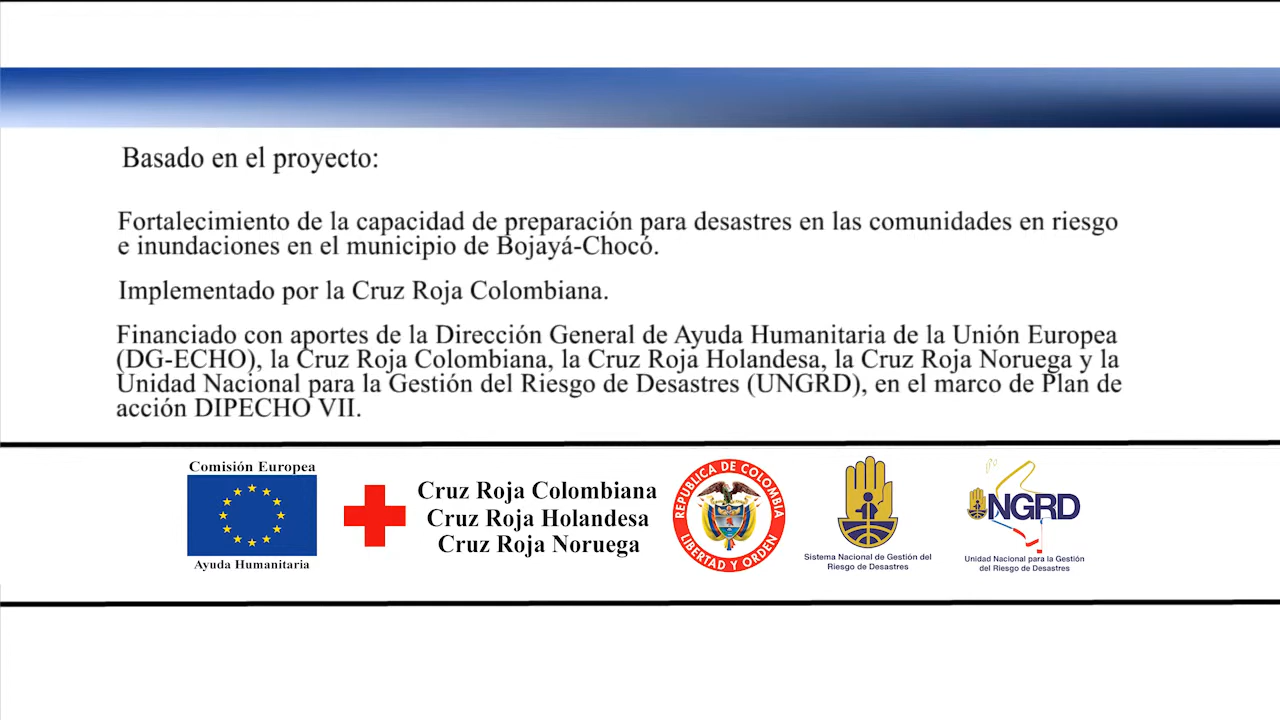 Basado en el proyecto:
Fortalecimiento de la capacidad de preparación para desastres en las comunidades en riesgo
e inundaciones en el municipio de Bojayá-Chocó.
Implementado por la Cruz Roja Colombiana.
Financiado con aportes de la Dirección General de Ayuda Humanitaria de la Unión Europea
(DG-ECHO), la Cruz Roja Colombiana, la Cruz Roja Holandesa, la Cruz Roja Noruega y la
Unidad Nacional para la Gestión del Riesgo de Desastres (UNGRD), en el marco de Plan de
acción DIPECHO VII.
Comisión Europea
Ayuda Humanitaria
Cruz Roja Colombiana
Cruz Roja Holandesa
Cruz Roja Noruega
REPUBLICA DE COLOMBIA
LIBERTAD Y ORDEN
Sistema Nacional de Gestión del
Riesgo de Desastres
NGRD
Unidad Nacional para la Gestión
del Riesgo de Desastres